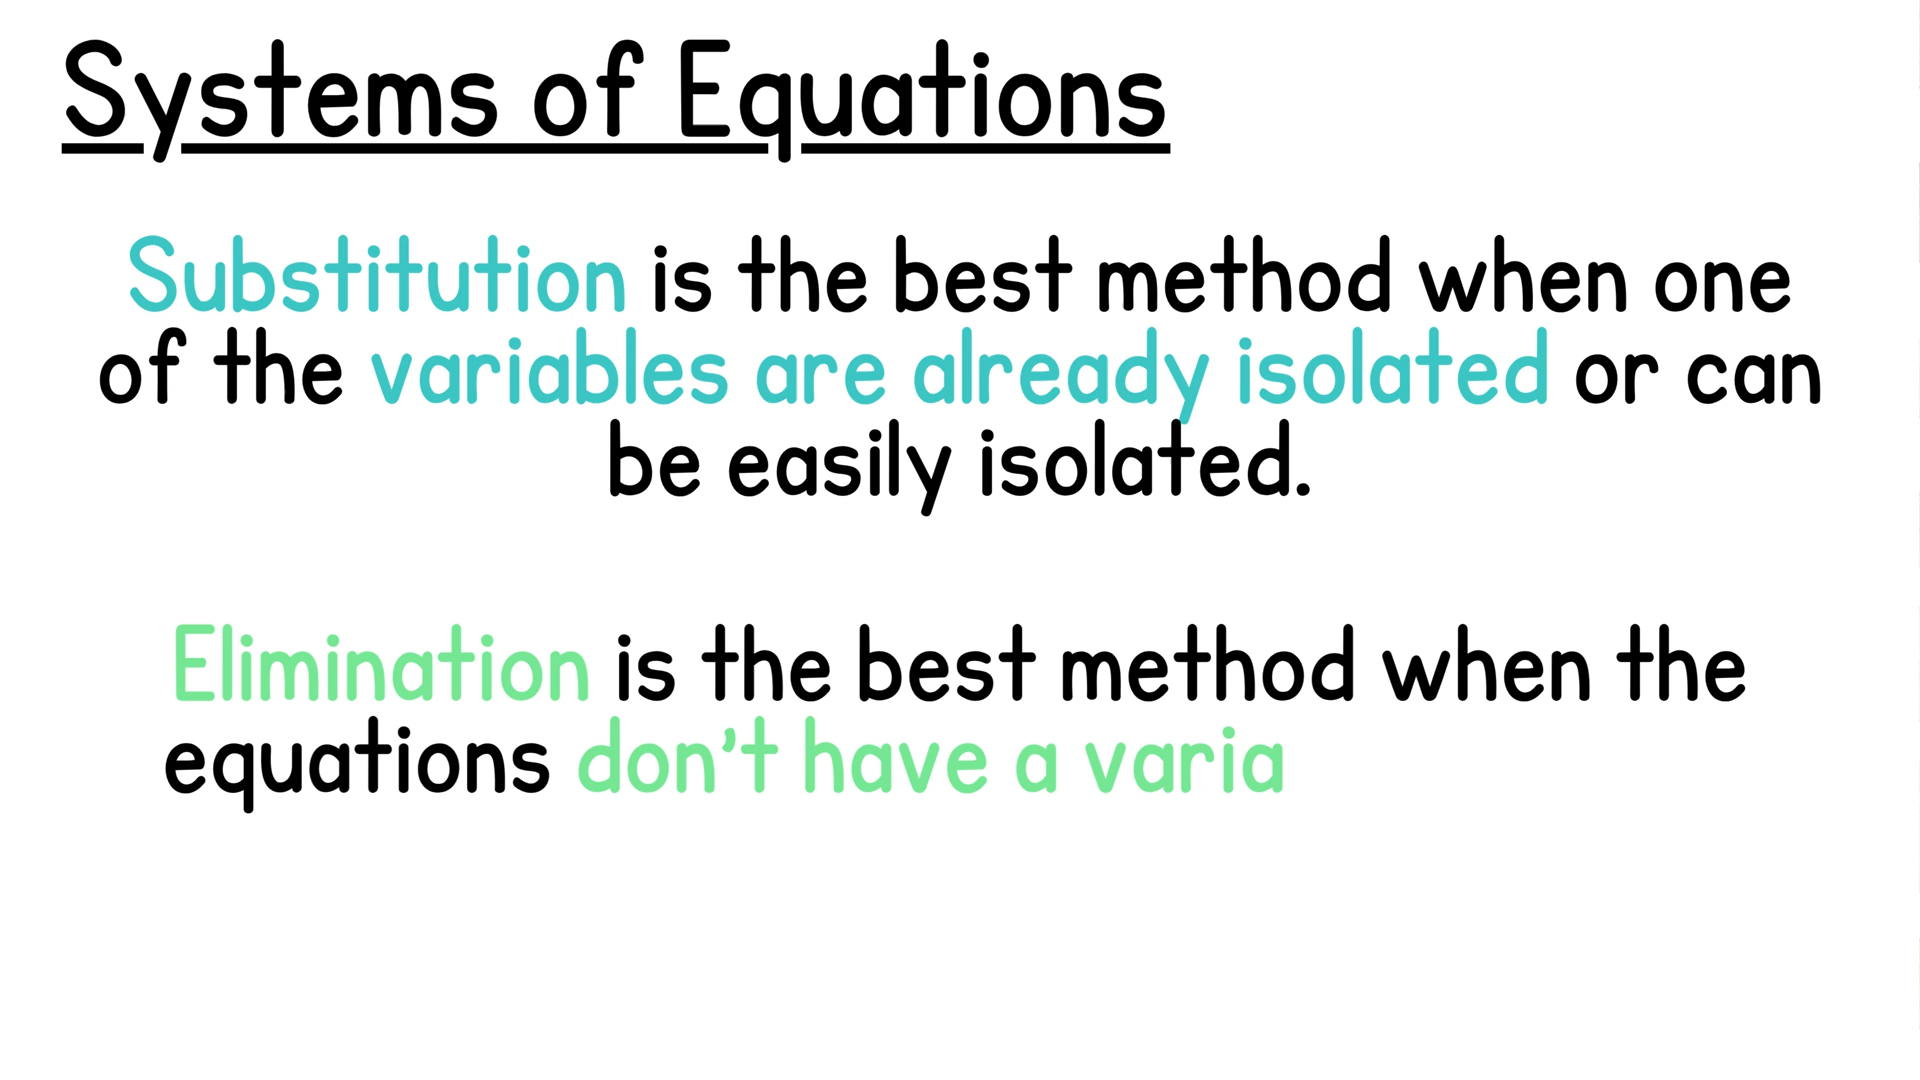 Systems of Equations
Substitution is the best method when one
of the variables are already isolated or can
be easily isolated.
Elimination is the best method when the
equations don't have a varia